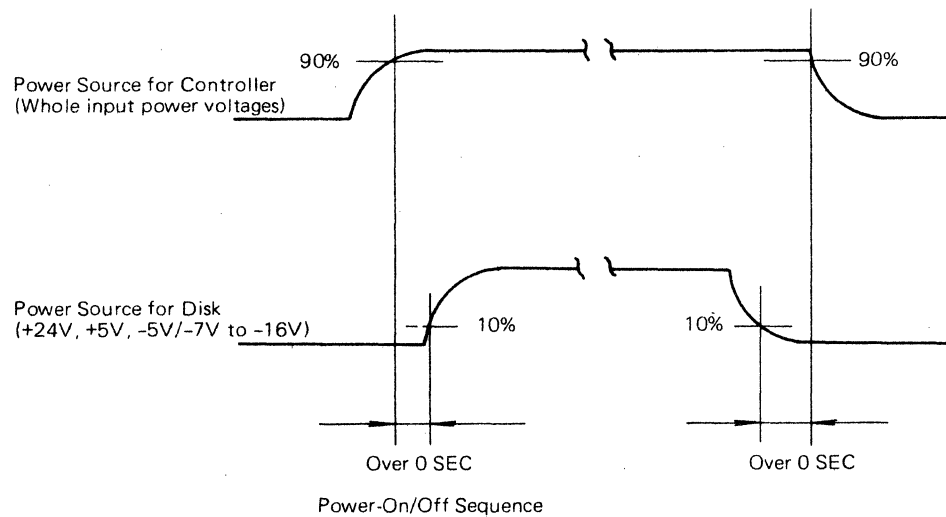 90%
90%
Power Source for Controller
(Whole input power voltages)
Power Source for Disk
(+24V, +5V, -5V/-7V to -16V)
10%
10%
Over 0 SEC
Over 0 SEC
Power-On/Off Sequence